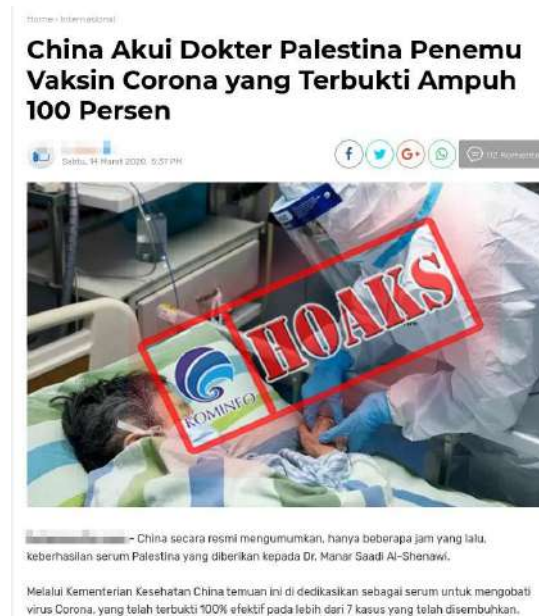 Home › Internasional
China Akui Dokter Palestina Penemu
Vaksin Corona yang Terbukti Ampuh
100 Persen
Sabtu, 14 Maret 2020, 5:37 PM
f
G+
112 Komentar
HOAKS
KOMINFO
– China secara resmi mengumumkan, hanya beberapa jam yang lalu,
keberhasilan serum Palestina yang diberikan kepada Dr. Manar Saadi Al-Shenawi.
Melalui Kementerian Kesehatan China temuan ini di dedikasikan sebagai serum untuk mengobati
virus Corona, yang telah terbukti 100% efektif pada lebih dari 7 kasus yang telah disembuhkan.